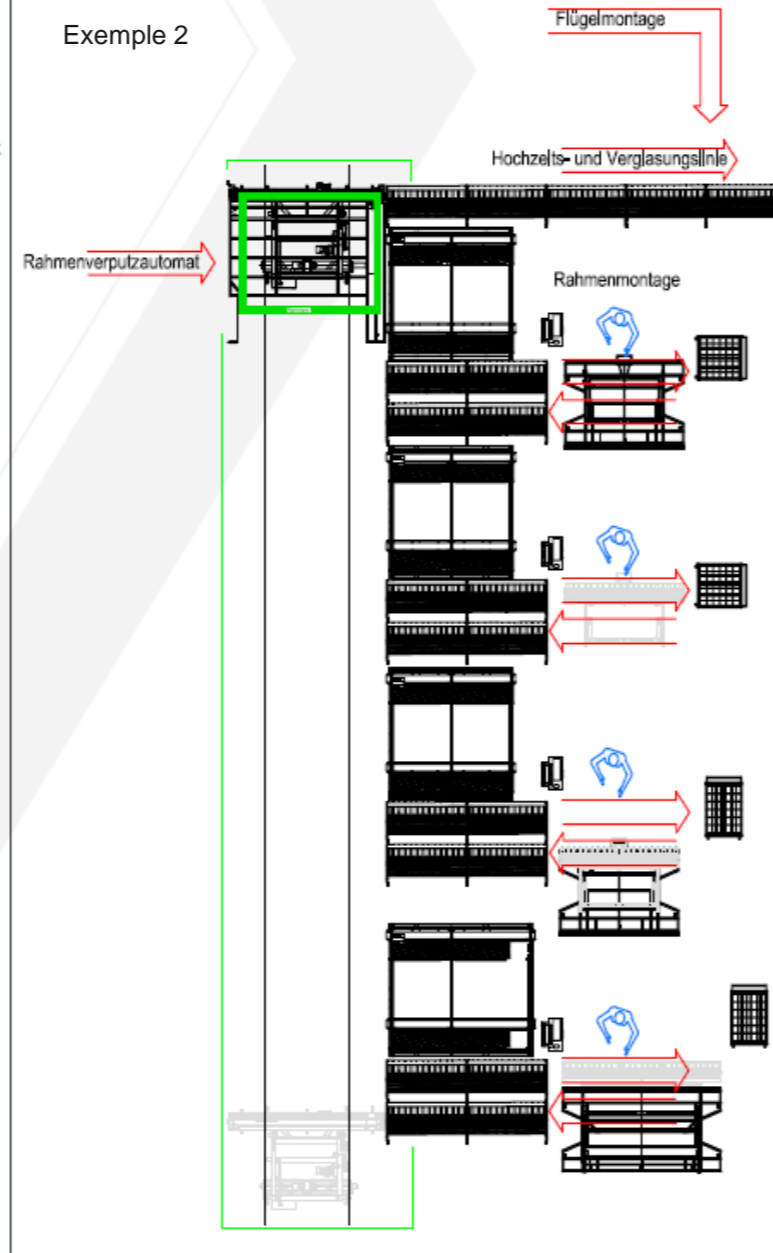 Flügelmontage
Exemple 2
Hochzeits- und Verglasungslinie
Rahmenverputzautomat
Rahmenmontage